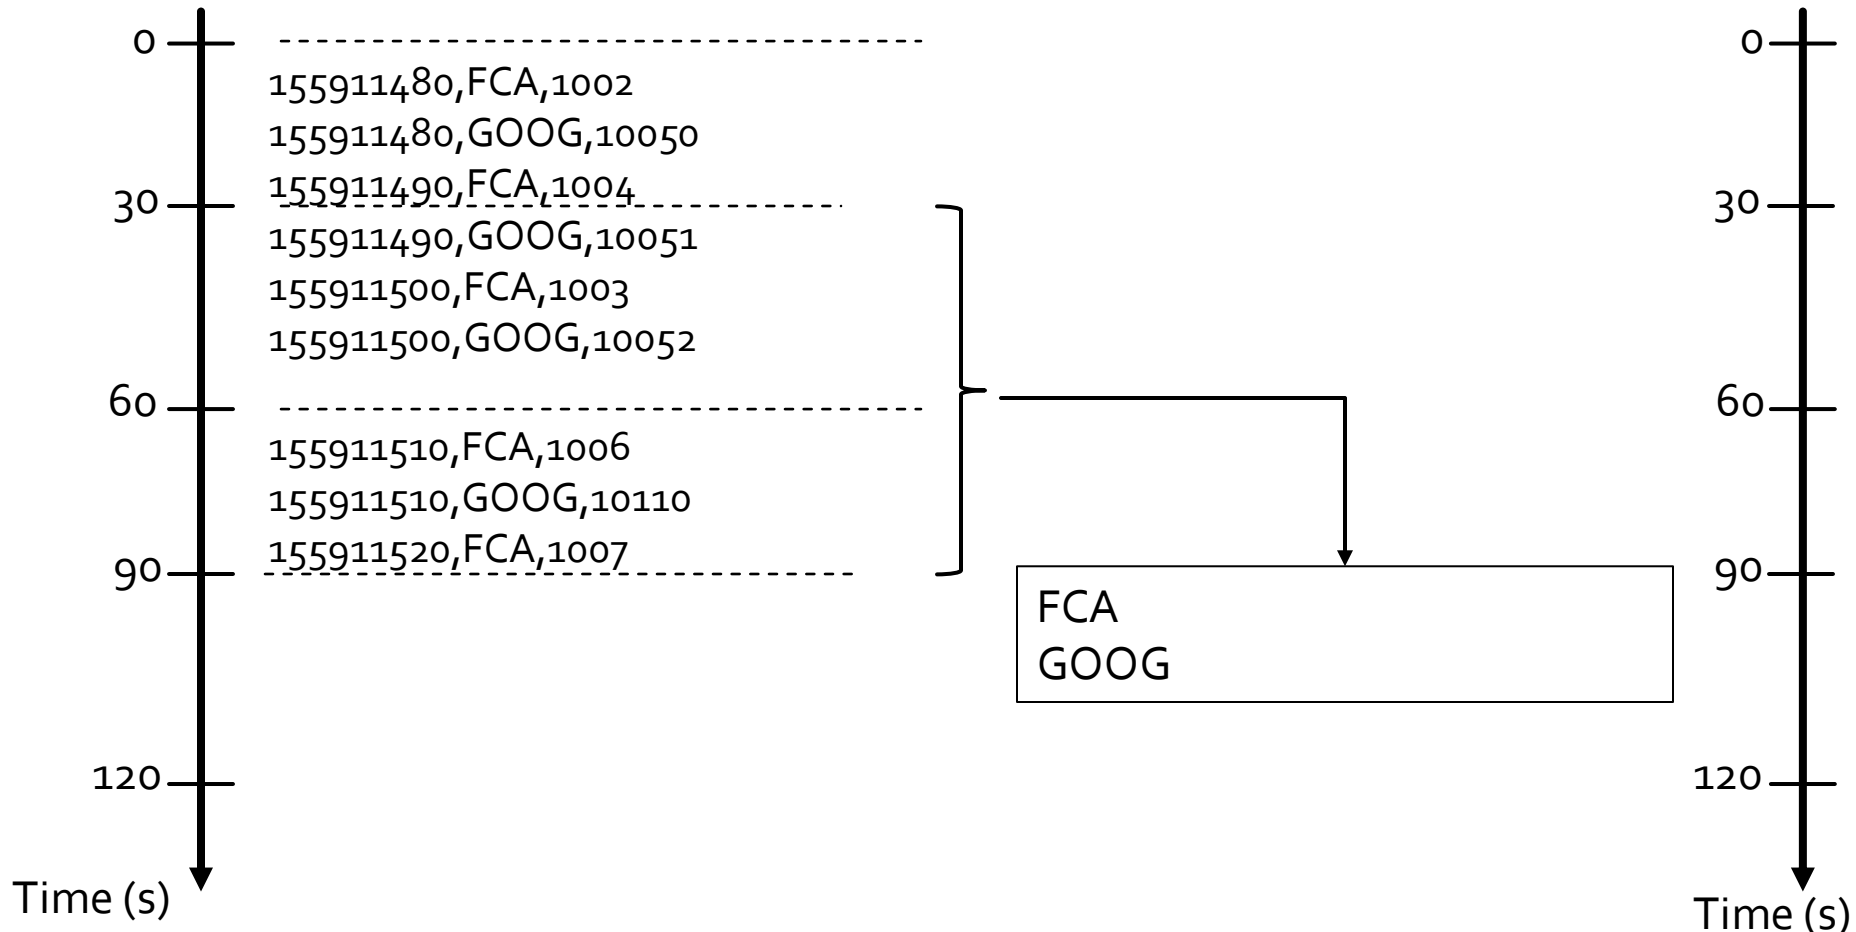 0
155911480,FCA,1002
155911480,GOOG,10050
155911490,FCA,1004
30
155911490,GOOG,10051
155911500,FCA,1003
155911500,GOOG,10052
60
155911510,FCA,1006
155911510,GOOG,10110
155911520,FCA,1007
90
120
Time (s)
FCA
GOOG
0
30
60
90
120
Time (s)